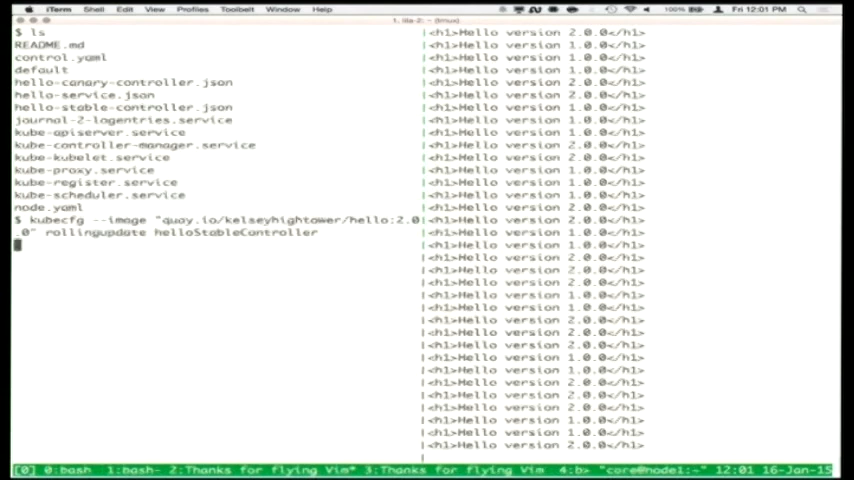 iTerm Shell Edit View Profiles Toolbelt Window Help 100% Fri 12:01 PM
$ ls
README.md
control.yaml
default
hello-canary-controller.json
hello-service.json
hello-stable-controller.json
journal-2-logentries.service
kube-apiserver.service
kube-controller-manager.service
kube-kubelet.service
kube-proxy.service
kube-register.service
kube-scheduler.service
node.yaml
$ kubecfg --image "quay.io/kelseyhightower/hello:2.0
.0" rollingupdate helloStableController
<h1>Hello version 2.0.0</h1>
<h1>Hello version 1.0.0</h1>
<h1>Hello version 1.0.0</h1>
<h1>Hello version 1.0.0</h1>
<h1>Hello version 2.0.0</h1>
<h1>Hello version 2.0.0</h1>
<h1>Hello version 1.0.0</h1>
<h1>Hello version 1.0.0</h1>
<h1>Hello version 1.0.0</h1>
<h1>Hello version 1.0.0</h1>
<h1>Hello version 2.0.0</h1>
<h1>Hello version 1.0.0</h1>
<h1>Hello version 1.0.0</h1>
<h1>Hello version 2.0.0</h1>
<h1>Hello version 2.0.0</h1>
<h1>Hello version 1.0.0</h1>
<h1>Hello version 1.0.0</h1>
<h1>Hello version 1.0.0</h1>
<h1>Hello version 2.0.0</h1>
<h1>Hello version 2.0.0</h1>
<h1>Hello version 2.0.0</h1>
<h1>Hello version 1.0.0</h1>
<h1>Hello version 1.0.0</h1>
<h1>Hello version 2.0.0</h1>
<h1>Hello version 2.0.0</h1>
<h1>Hello version 1.0.0</h1>
<h1>Hello version 1.0.0</h1>
<h1>Hello version 2.0.0</h1>
<h1>Hello version 2.0.0</h1>
<h1>Hello version 1.0.0</h1>
<h1>Hello version 2.0.0</h1>
<h1>Hello version 1.0.0</h1>
<h1>Hello version 1.0.0</h1>
<h1>Hello version 2.0.0</h1>
[0] 0:bash 1:bash- 2:Thanks for flying Vim* 3:Thanks for flying Vim 4:b> "core@node1:~" 12:01 16-Jan-15